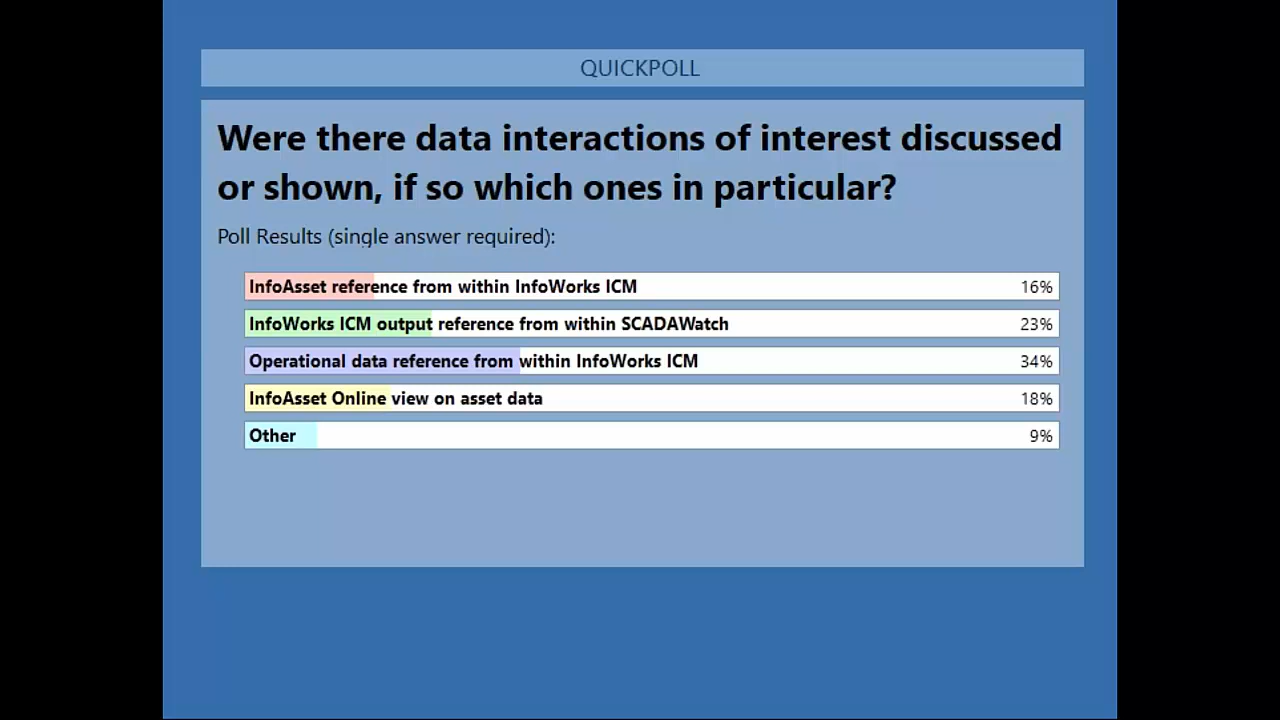 QUICKPOLL
Were there data interactions of interest discussed
or shown, if so which ones in particular?
Poll Results (single answer required):
InfoAsset reference from within InfoWorks ICM 16%
InfoWorks ICM output reference from within SCADAWatch 23%
Operational data reference from within InfoWorks ICM 34%
InfoAsset Online view on asset data 18%
Other 9%